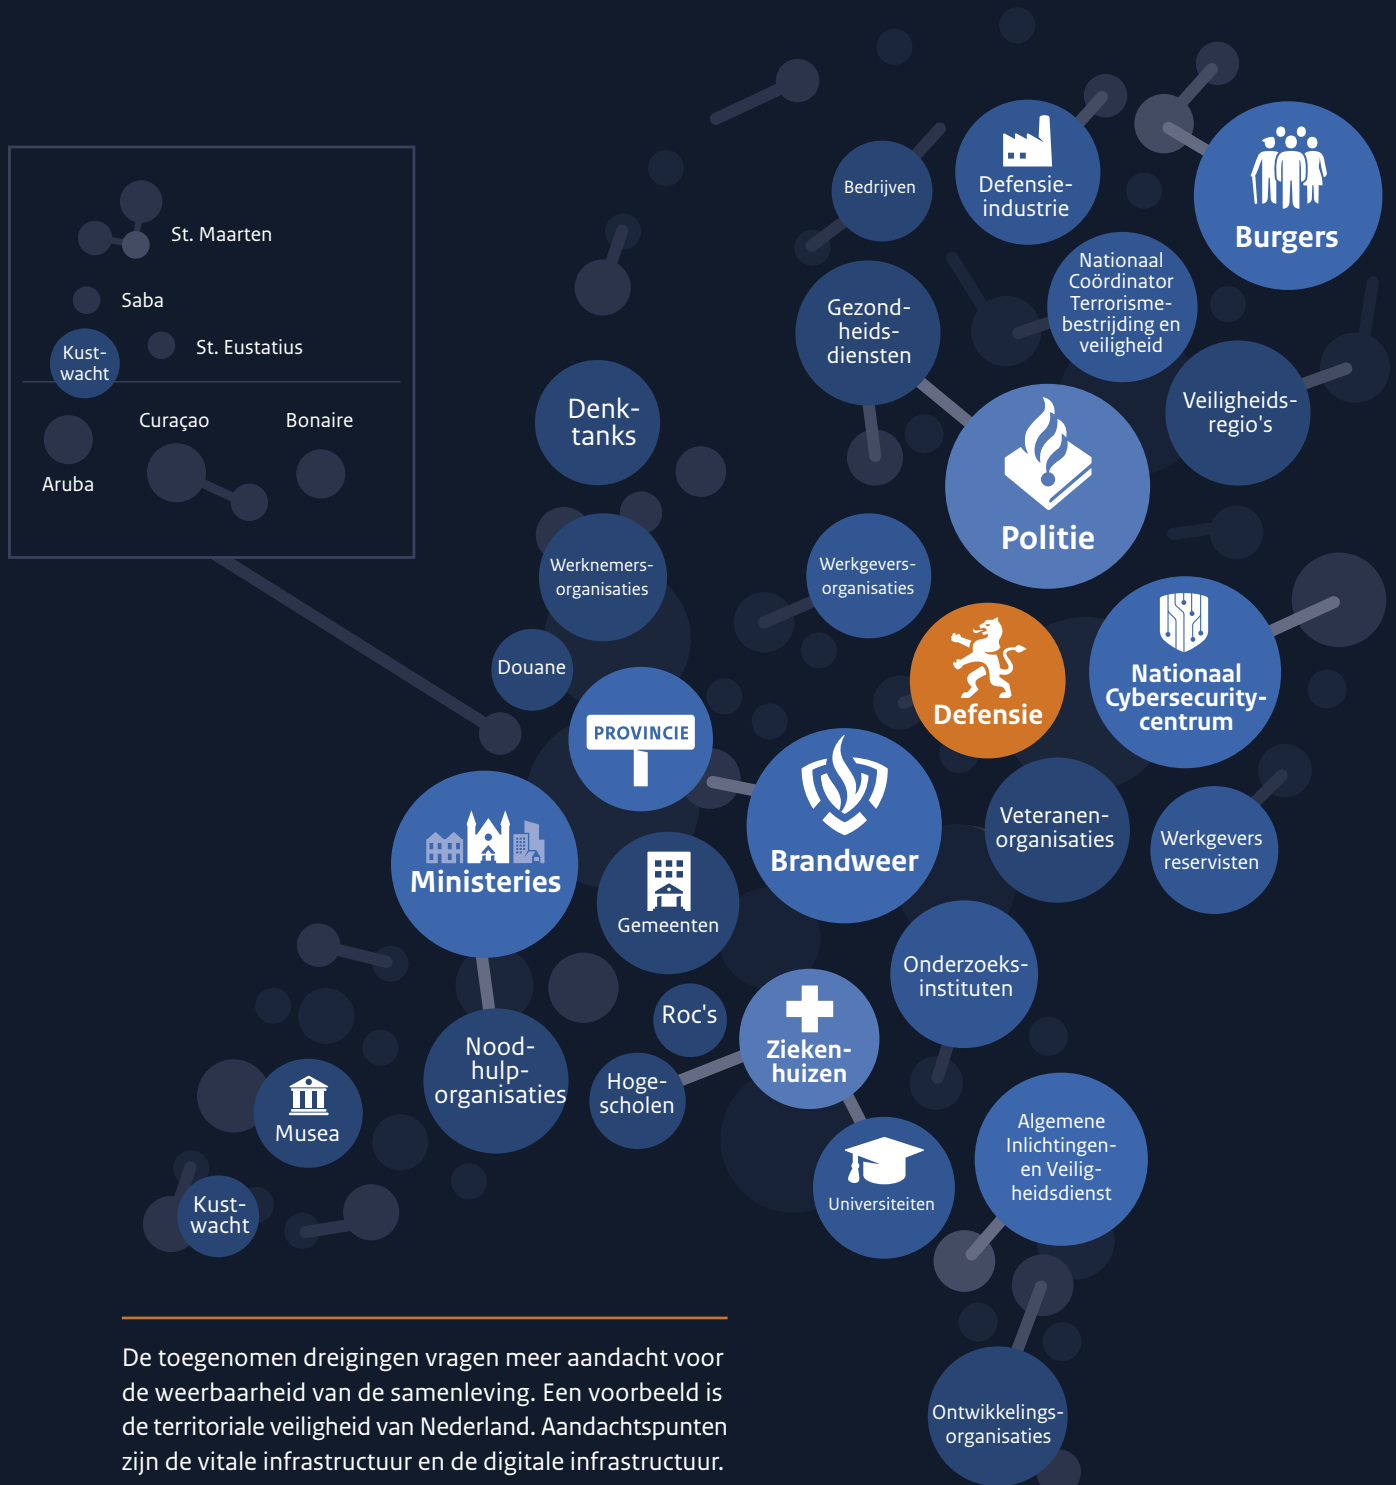 St. Maarten
Saba
St. Eustatius
Kust-
wacht
Curaçao
Bonaire
Aruba
Bedrijven
Defensie-
industrie
Burgers
Nationaal
Coördinator
Terrorisme-
bestrijding en
veiligheid
Gezond-
heids-
diensten
Veiligheids-
regio's
Denk-
tanks
Politie
Werknemers-
organisaties
Werkgevers-
organisaties
Douane
Defensie
Nationaal
Cybersecurity-
centrum
PROVINCIE
Ministeries
Brandweer
Veteranen-
organisaties
Werkgevers
reservisten
Gemeenten
Onderzoeks-
instituten
Roc's
Zieken-
huizen
Nood-
hulp-
organisaties
Hoge-
scholen
Musea
Algemene
Inlichtingen-
en Veilig-
heidsdienst
Kust-
wacht
Universiteiten
De toegenomen dreigingen vragen meer aandacht voor
de weerbaarheid van de samenleving. Een voorbeeld is
de territoriale veiligheid van Nederland. Aandachtspunten
zijn de vitale infrastructuur en de digitale infrastructuur.
Ontwikkelings-
organisaties